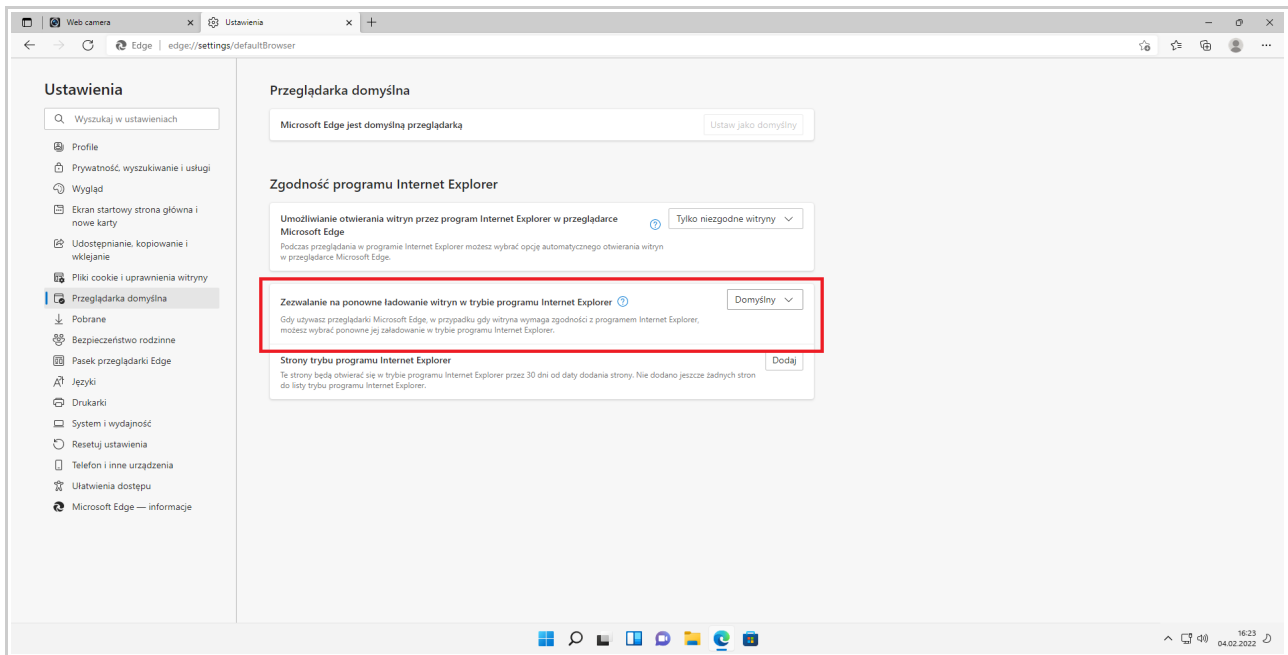 Web camera
Ustawienia
Edge | edge://settings/defaultBrowser
Ustawienia
Wyszukaj w ustawieniach
Profile
Prywatność, wyszukiwanie i usługi
Wygląd
Ekran startowy strona główna i
nowe karty
Udostępnianie, kopiowanie i
wklejanie
Pliki cookie i uprawnienia witryny
Przeglądarka domyślna
Pobrane
Bezpieczeństwo rodzinne
Pasek przeglądarki Edge
Języki
Drukarki
System i wydajność
Resetuj ustawienia
Telefon i inne urządzenia
Ułatwienia dostępu
Microsoft Edge — informacje
Przeglądarka domyślna
Microsoft Edge jest domyślną przeglądarką
Ustaw jako domyślny
Zgodność programu Internet Explorer
Umożliwianie otwierania witryn przez program Internet Explorer w przeglądarce
Microsoft Edge
Tylko niezgodne witryny
Podczas przeglądania w programie Internet Explorer możesz wybrać opcję automatycznego otwierania witryn
w przeglądarce Microsoft Edge.
Zezwalanie na ponowne ładowanie witryn w trybie programu Internet Explorer
Domyślny
Gdy używasz przeglądarki Microsoft Edge, w przypadku gdy witryna wymaga zgodności z programem Internet Explorer,
możesz wybrać ponowne jej załadowanie w trybie programu Internet Explorer.
Strony trybu programu Internet Explorer
Dodaj
Te strony będą otwierać się w trybie programu Internet Explorer przez 30 dni od daty dodania strony. Nie dodano jeszcze żadnych stron
do listy trybu programu Internet Explorer.
16:23
04.02.2022